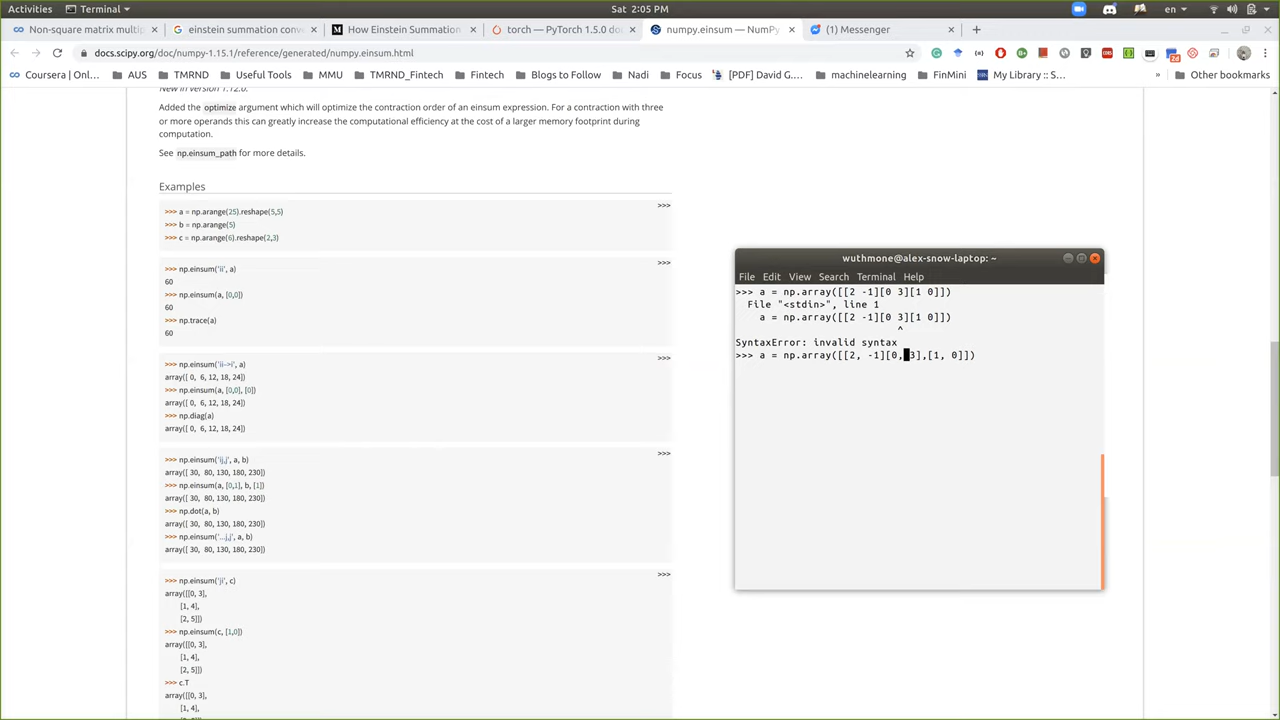 Activities Terminal Sat 2:05 PM en
Non-square matrix multip einstein summation conv How Einstein Summation torch — PyTorch 1.5.0 doc numpy.einsum — NumPy (1) Messenger
https://docs.scipy.org/doc/numpy-1.15.1/reference/generated/numpy.einsum.html
Coursera | Onl... AUS TMRND Useful Tools MMU TMRND_Fintech Fintech Blogs to Follow Nadi Focus [PDF] David G.... machinelearning FinMini My Library :: S... » Other bookmarks
New in version 1.12.0.
Added the optimize argument which will optimize the contraction order of an einsum expression. For a contraction with three
or more operands this can greatly increase the computational efficiency at the cost of a larger memory footprint during
computation.
See np.einsum_path for more details.
Examples
>>>
>>> a = np.arange(25).reshape(5,5)
>>> b = np.arange(5)
>>> c = np.arange(6).reshape(2,3)
>>>
>>> np.einsum('ii', a)
60
>>> np.einsum(a, [0,0])
60
>>> np.trace(a)
60
>>>
>>> np.einsum('ii->i', a)
array([ 0, 6, 12, 18, 24])
>>> np.einsum(a, [0,0], [0])
array([ 0, 6, 12, 18, 24])
>>> np.diag(a)
array([ 0, 6, 12, 18, 24])
>>>
>>> np.einsum('ij,j', a, b)
array([ 30, 80, 130, 180, 230])
>>> np.einsum(a, [0,1], b, [1])
array([ 30, 80, 130, 180, 230])
>>> np.dot(a, b)
array([ 30, 80, 130, 180, 230])
>>> np.einsum('...j,j', a, b)
array([ 30, 80, 130, 180, 230])
>>>
>>> np.einsum('ji', c)
array([[0, 3],
[1, 4],
[2, 5]])
>>> np.einsum(c, [1,0])
array([[0, 3],
[1, 4],
[2, 5]])
>>> c.T
array([[0, 3],
[1, 4],
wuthmone@alex-snow-laptop: ~
File Edit View Search Terminal Help
>>> a = np.array([[2 -1][0 3][1 0]])
File "<stdin>", line 1
a = np.array([[2 -1][0 3][1 0]])
^
SyntaxError: invalid syntax
>>> a = np.array([[2, -1][0, 3],[1, 0]])